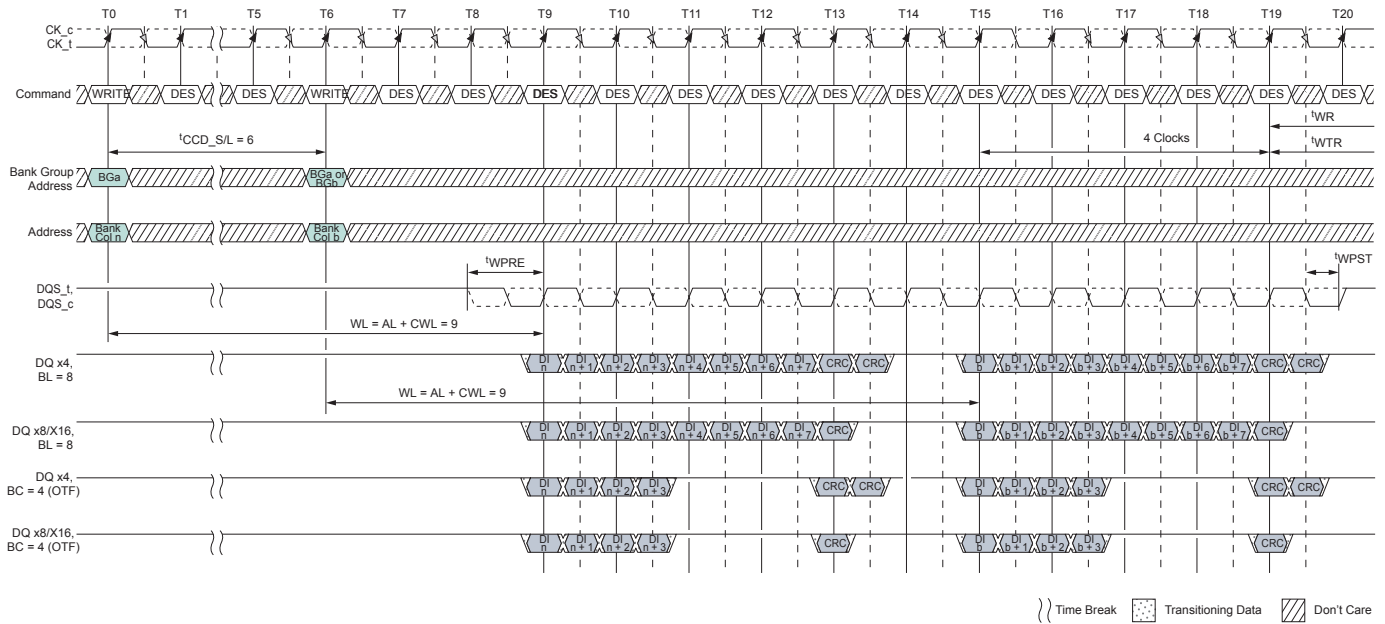 T0 T1 T5 T6 T7 T8 T9 T10 T11 T12 T13 T14 T15 T16 T17 T18 T19 T20
CK_c
CK_t
Command WRITE DES DES WRITE DES DES DES DES DES DES DES DES DES DES DES DES DES DES
tWR
tCCD_S/L = 6
4 Clocks
tWTR
Bank Group
Address
BGa
BGa or
BGb
Address
Bank
Col n
Bank
Col b
tWPRE
tWPST
DQS_t,
DQS_c
WL = AL + CWL = 9
DQ x4,
BL = 8
DI n DI n + 1 DI n + 2 DI n + 3 DI n + 4 DI n + 5 DI n + 6 DI n + 7 CRC CRC DI b DI b + 1 DI b + 2 DI b + 3 DI b + 4 DI b + 5 DI b + 6 DI b + 7 CRC CRC
WL = AL + CWL = 9
DQ x8/X16,
BL = 8
DI n DI n + 1 DI n + 2 DI n + 3 DI n + 4 DI n + 5 DI n + 6 DI n + 7 CRC DI b DI b + 1 DI b + 2 DI b + 3 DI b + 4 DI b + 5 DI b + 6 DI b + 7 CRC
DQ x4,
BC = 4 (OTF)
DI n DI n + 1 DI n + 2 DI n + 3 CRC CRC DI b DI b + 1 DI b + 2 DI b + 3 CRC CRC
DQ x8/X16,
BC = 4 (OTF)
DI n DI n + 1 DI n + 2 DI n + 3 CRC DI b DI b + 1 DI b + 2 DI b + 3 CRC
Time Break Transitioning Data Don't Care